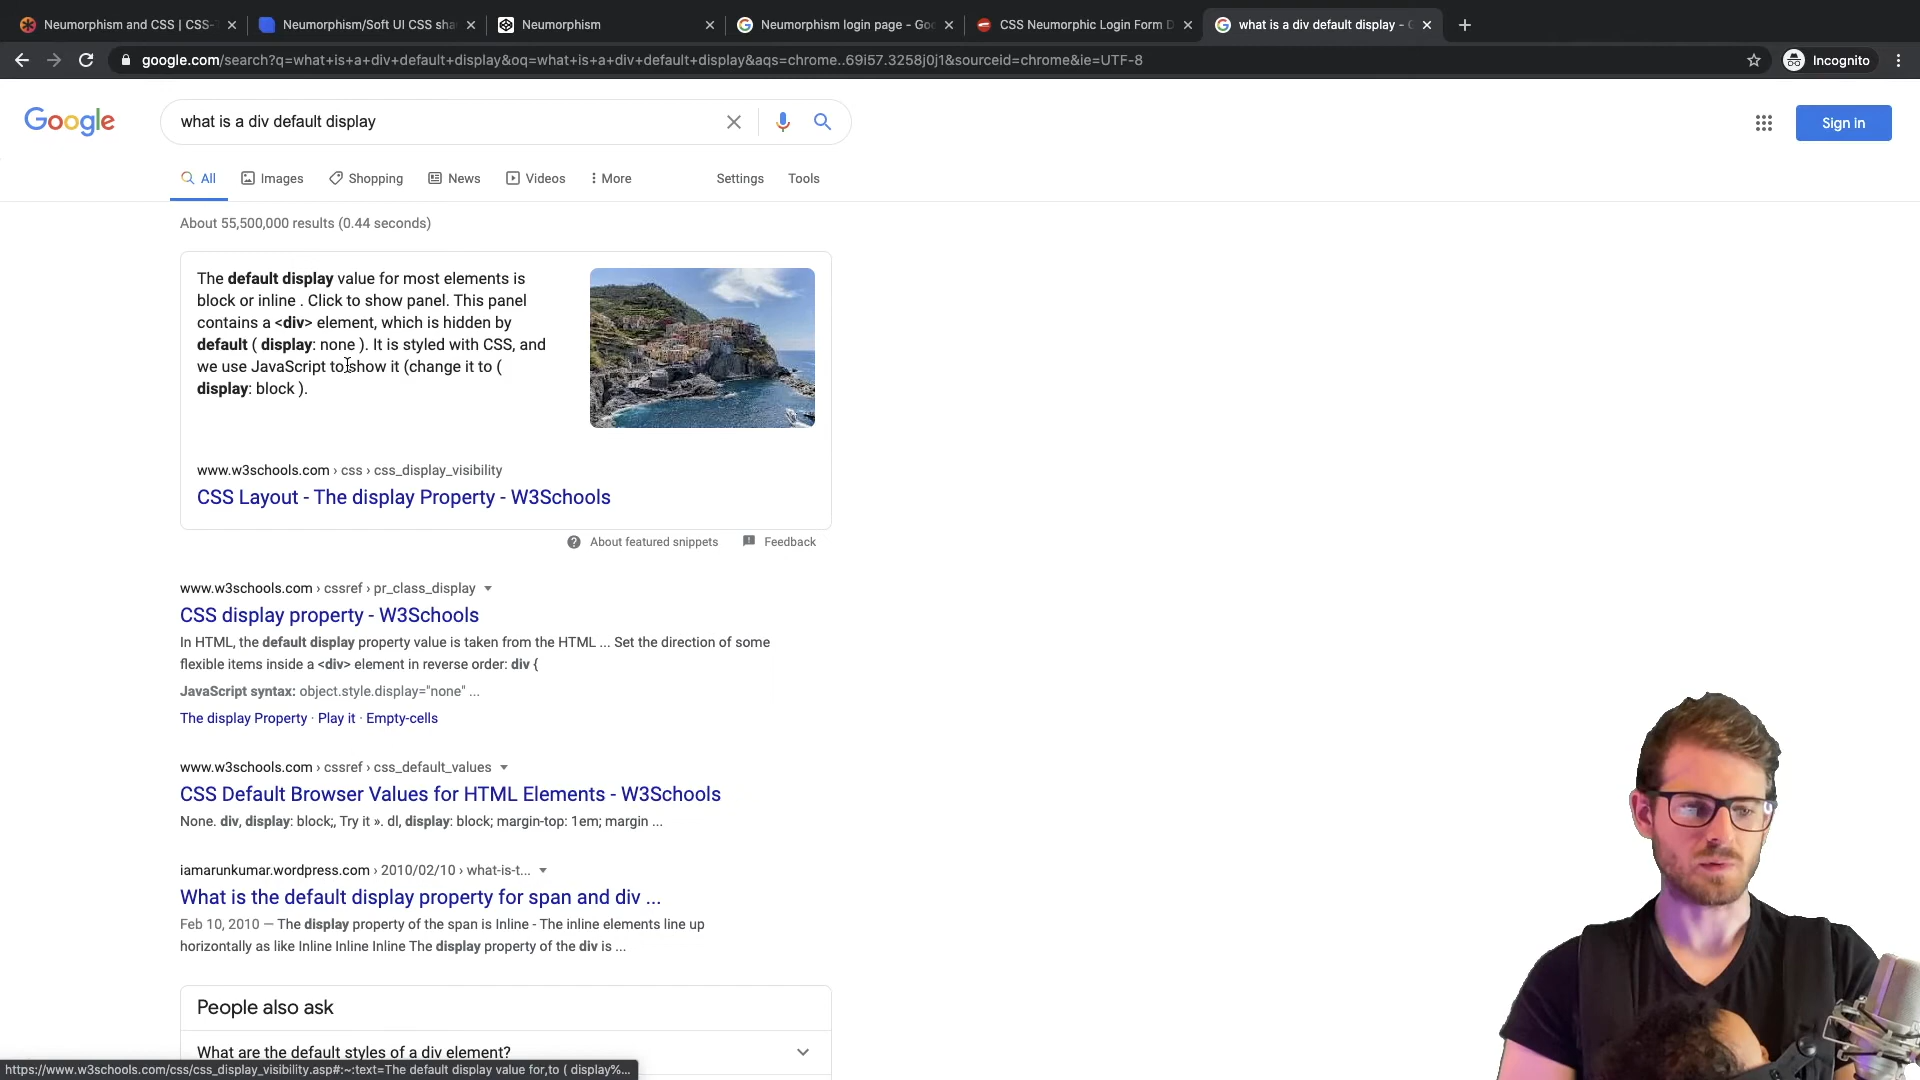 Neumorphism and CSS | CSS-
Neumorphism/Soft UI CSS sha
Neumorphism
Neumorphism login page - Goo
CSS Neumorphic Login Form D
what is a div default display - G
google.com/search?q=what+is+a+div+default+display&oq=what+is+a+div+default+display&aqs=chrome..69i57.3258j0j1&sourceid=chrome&ie=UTF-8
Incognito
Google
what is a div default display
Sign in
All
Images
Shopping
News
Videos
More
Settings
Tools
About 55,500,000 results (0.44 seconds)
The default display value for most elements is
block or inline . Click to show panel. This panel
contains a <div> element, which is hidden by
default ( display: none ). It is styled with CSS, and
we use JavaScript to show it (change it to (
display: block ).
www.w3schools.com › css › css_display_visibility
CSS Layout - The display Property - W3Schools
About featured snippets
Feedback
www.w3schools.com › cssref › pr_class_display
CSS display property - W3Schools
In HTML, the default display property value is taken from the HTML ... Set the direction of some
flexible items inside a <div> element in reverse order: div {
JavaScript syntax: object.style.display="none" ...
The display Property · Play it · Empty-cells
www.w3schools.com › cssref › css_default_values
CSS Default Browser Values for HTML Elements - W3Schools
None. div, display: block;, Try it ». dl, display: block; margin-top: 1em; margin ...
iamarunkumar.wordpress.com › 2010/02/10 › what-is-t...
What is the default display property for span and div ...
Feb 10, 2010 — The display property of the span is Inline - The inline elements line up
horizontally as like Inline Inline Inline The display property of the div is ...
People also ask
What are the default styles of a div element?
https://www.w3schools.com/css/css_display_visibility.asp#:~:text=The default display value for,to ( display%...